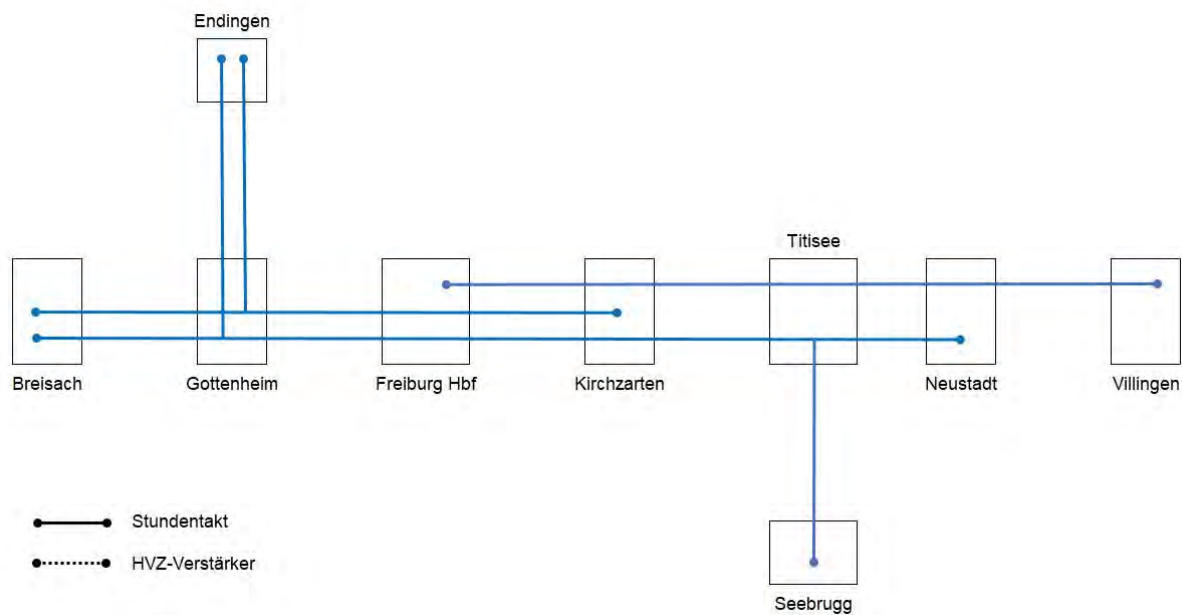 Endingen
Titisee
Breisach
Gottenheim
Freiburg Hbf
Kirchzarten
Neustadt
Villingen
Stundentakt
HVZ-Verstärker
Seebrugg